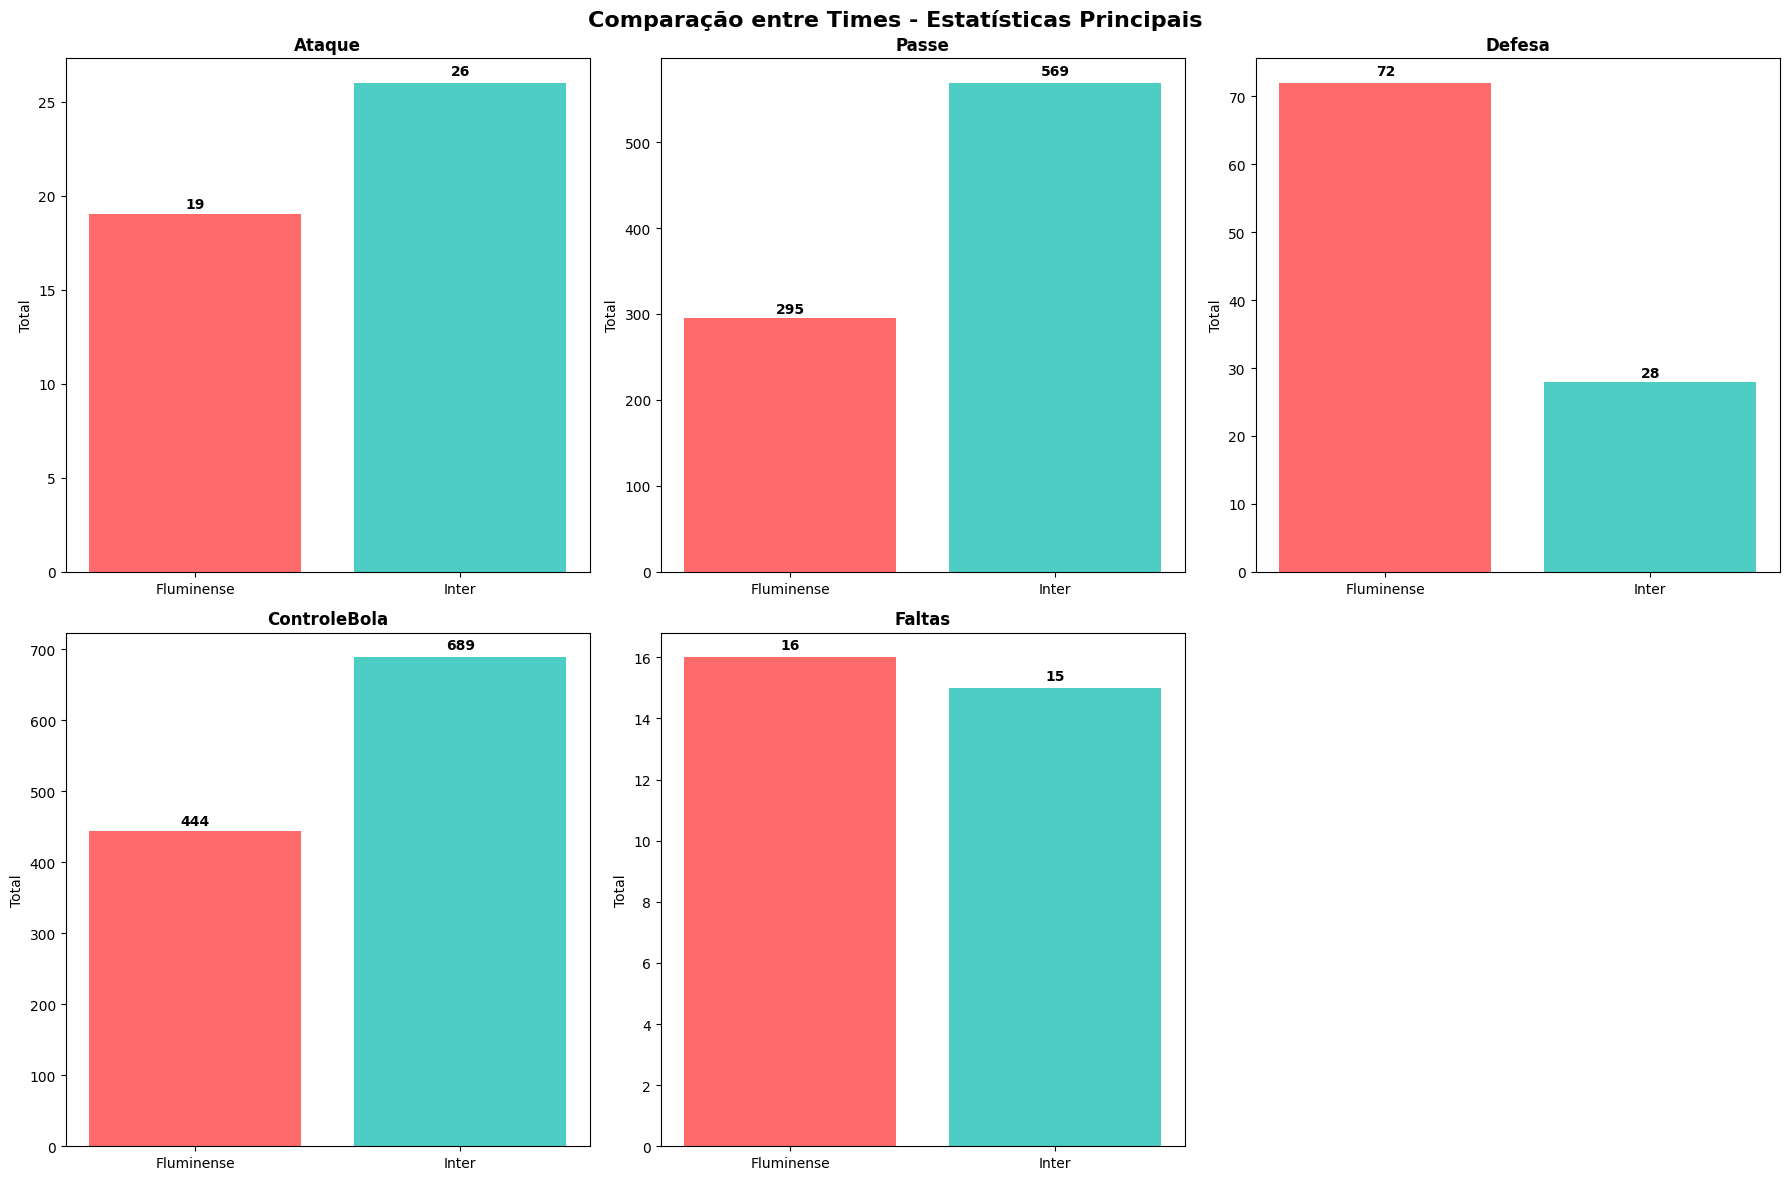 Comparação entre Times - Estatísticas Principais
Ataque
Total
25
20
15
10
5
0
19
26
Fluminense
Inter
Passe
Total
500
400
300
200
100
0
295
569
Fluminense
Inter
Defesa
Total
70
60
50
40
30
20
10
0
72
28
Fluminense
Inter
ControleBola
Total
700
600
500
400
300
200
100
0
444
689
Fluminense
Inter
Faltas
Total
16
14
12
10
8
6
4
2
0
16
15
Fluminense
Inter